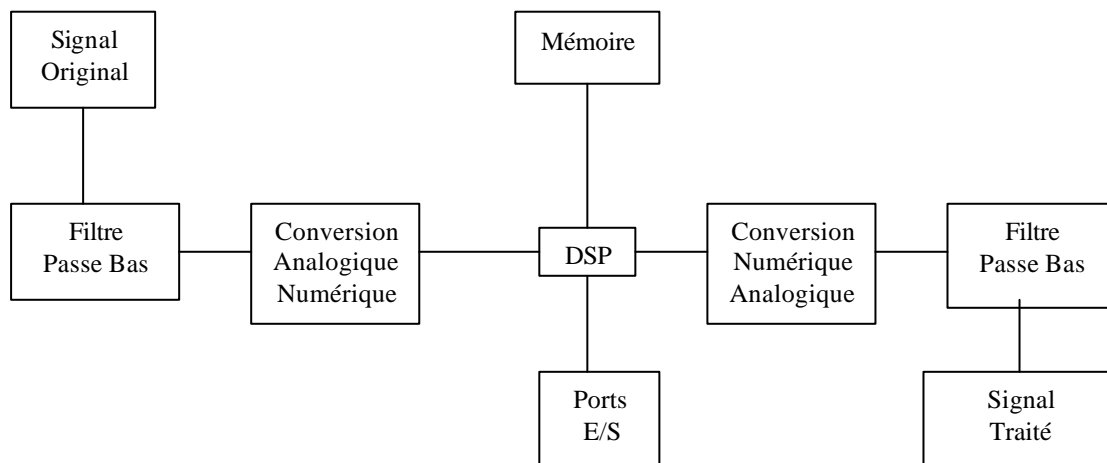 Signal
Original
Mémoire
Filtre
Passe Bas
Conversion
Analogique
Numérique
DSP
Conversion
Numérique
Analogique
Filtre
Passe Bas
Ports
E/S
Signal
Traité